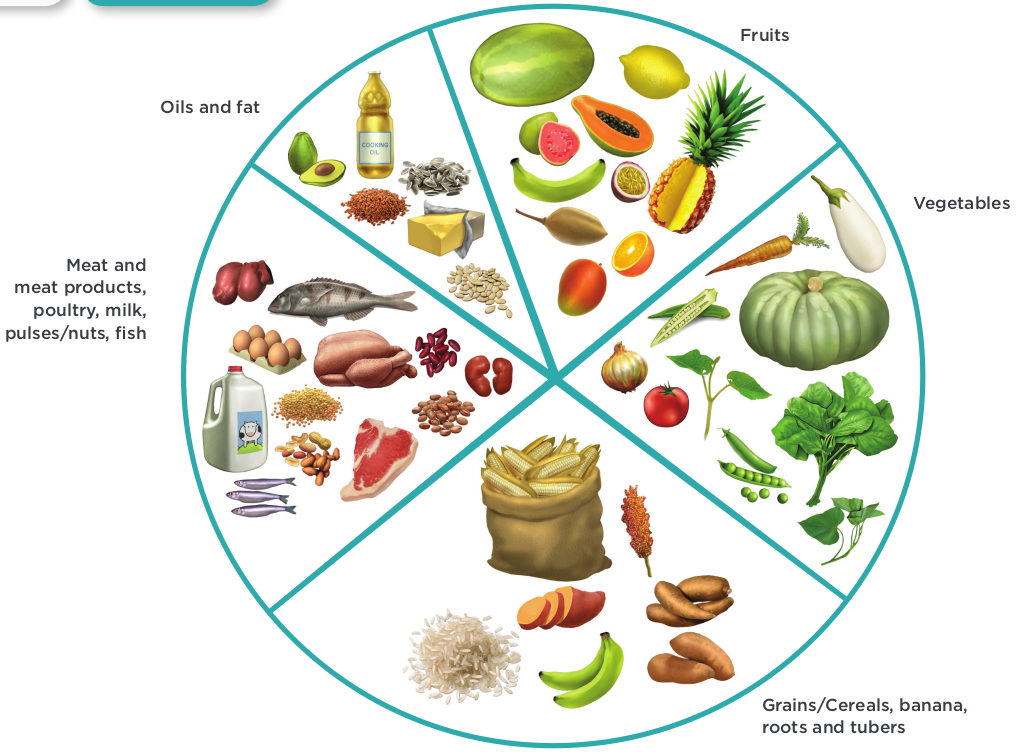 Fruits
Oils and fat
COOKING
OIL
Vegetables
Meat and
meat products,
poultry, milk,
pulses/nuts, fish
Grains/Cereals, banana,
roots and tubers